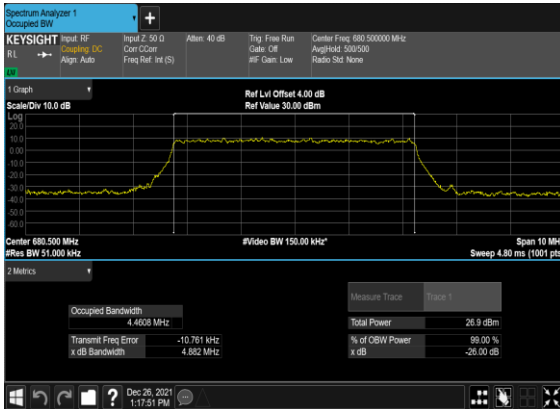 Spectrum Analyzer 1
Occupied BW
+
KEYSIGHT
RL
LW
Input: RF
Coupling: DC
Align: Auto
Input Z: 50 Ω
Corr CCorr
Freq Ref: Int (S)
Atten: 40 dB
Trig: Free Run
Gate: Off
#IF Gain: Low
Center Freq: 680.500000 MHz
Avg|Hold: 500/500
Radio Std: None
1 Graph
Scale/Div 10.0 dB
Ref Lvl Offset 4.00 dB
Ref Value 30.00 dBm
Log
20.0
10.0
0.00
-10.0
-20.0
-30.0
-40.0
-50.0
-60.0
Center 680.500 MHz
#Res BW 51.000 kHz
#Video BW 150.00 kHz*
Span 10 MH
Sweep 4.80 ms (1001 pts
2 Metrics
Measure Trace Trace 1
Occupied Bandwidth
4.4608 MHz
Total Power 26.9 dBm
Transmit Freq Error -10.761 kHz
x dB Bandwidth 4.882 MHz
% of OBW Power 99.00 %
x dB -26.00 dB
?
Dec 26, 2021
1:17:51 PM